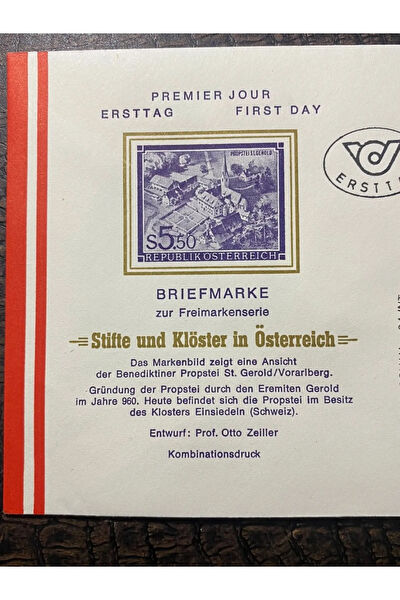 PREMIER JOUR
ERSTTAG FIRST DAY
PROPSTEI ST.GEROLD
S5.50
REPUBLIK ÖSTERREICH
ERSTTA
BRIEFMARKE
zur Freimarkenserie
Stifte und Klöster in Österreich
Das Markenbild zeigt eine Ansicht
der Benediktiner Propstei St. Gerold/Vorarlberg.
Gründung der Propstei durch den Eremiten Gerold
im Jahre 960. Heute befindet sich die Propstei im Besitz
des Klosters Einsiedeln (Schweiz).
Entwurf: Prof. Otto Zeiller
Kombinationsdruck